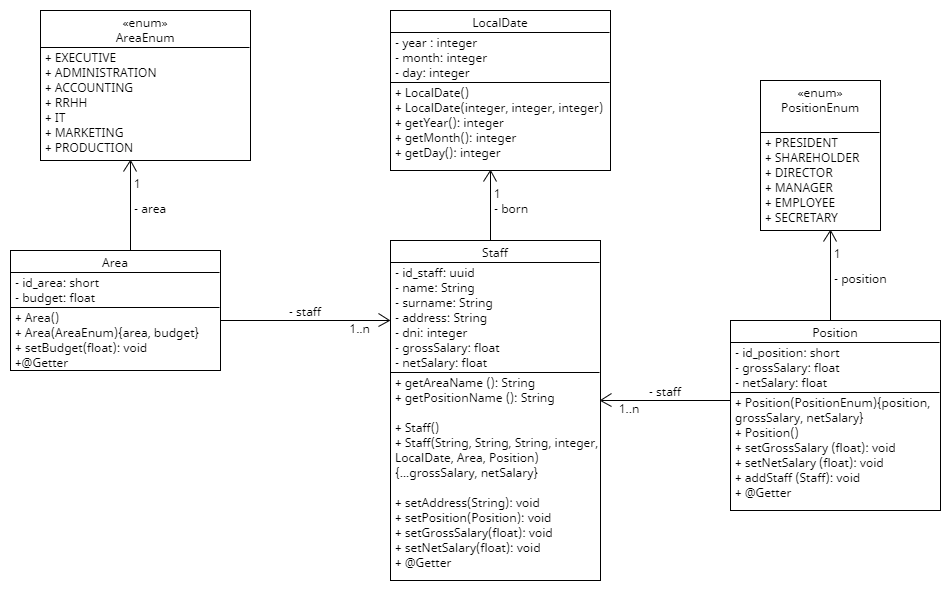 «enum»
AreaEnum
+ EXECUTIVE
+ ADMINISTRATION
+ ACCOUNTING
+ RRHH
+ IT
+ MARKETING
+ PRODUCTION
1
- area
LocalDate
- year : integer
- month: integer
- day: integer
+ LocalDate()
+ LocalDate(integer, integer, integer)
+ getYear(): integer
+ getMonth(): integer
+ getDay(): integer
1
- born
«enum»
PositionEnum
+ PRESIDENT
+ SHAREHOLDER
+ DIRECTOR
+ MANAGER
+ EMPLOYEE
+ SECRETARY
1
- position
Area
- id_area: short
- budget: float
+ Area()
+ Area(AreaEnum){area, budget}
+ setBudget(float): void
+@Getter
- staff
1..n
Staff
- id_staff: uuid
- name: String
- surname: String
- address: String
- dni: integer
- grossSalary: float
- netSalary: float
+ getAreaName (): String
+ getPositionName (): String
+ Staff()
+ Staff(String, String, String, integer,
LocalDate, Area, Position)
{...grossSalary, netSalary}
+ setAddress(String): void
+ setPosition(Position): void
+ setGrossSalary(float): void
+ setNetSalary(float): void
+ @Getter
- staff
1..n
Position
- id_position: short
- grossSalary: float
- netSalary: float
+ Position(PositionEnum){position,
grossSalary, netSalary}
+ Position()
+ setGrossSalary (float): void
+ setNetSalary (float): void
+ addStaff (Staff): void
+ @Getter